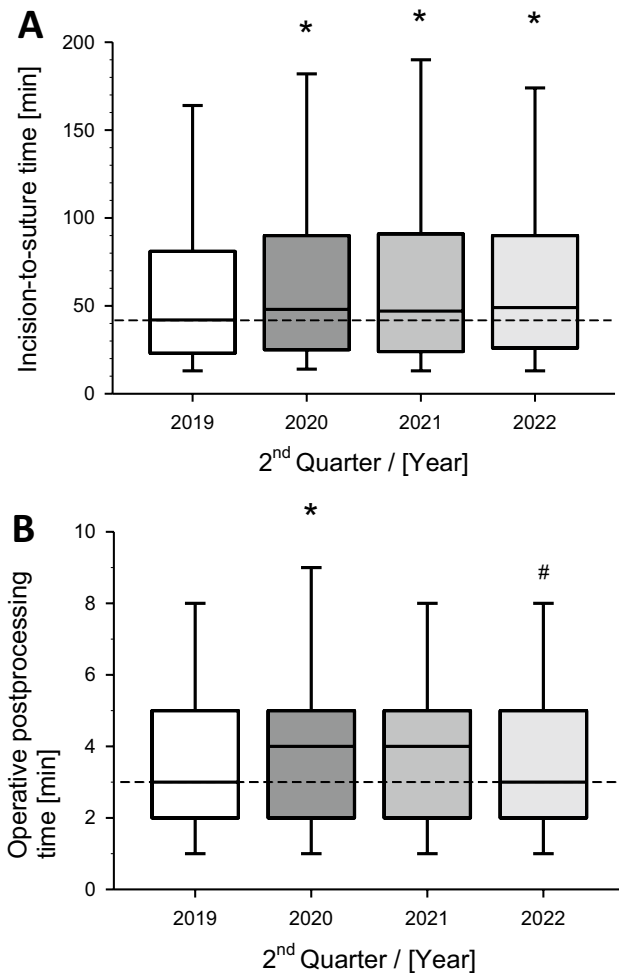 A
* * *
200
150
100
50
0
Incision-to-suture time [min]
2019 2020 2021 2022
2nd Quarter / [Year]
B
*
#
10
8
6
4
2
0
Operative postprocessing
time [min]
2019 2020 2021 2022
2nd Quarter / [Year]